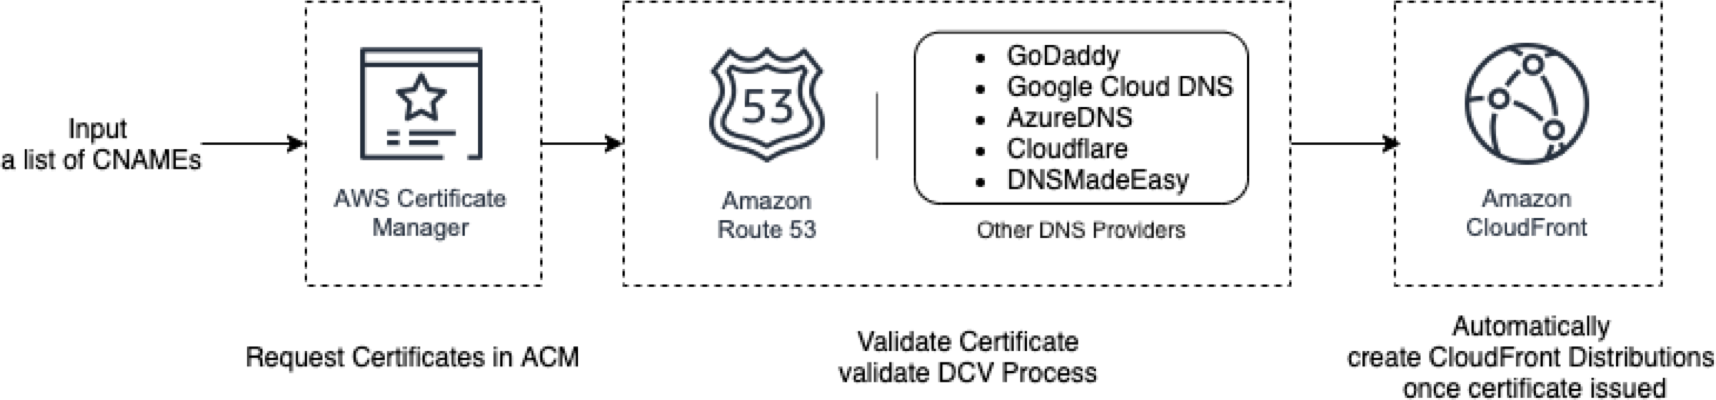 Input
a list of CNAMEs
AWS Certificate
Manager
Request Certificates in ACM
53
Amazon
Route 53
• GoDaddy
• Google Cloud DNS
• AzureDNS
• Cloudflare
• DNSMadeEasy
Other DNS Providers
Validate Certificate
validate DCV Process
Amazon
CloudFront
Automatically
create CloudFront Distributions
once certificate issued